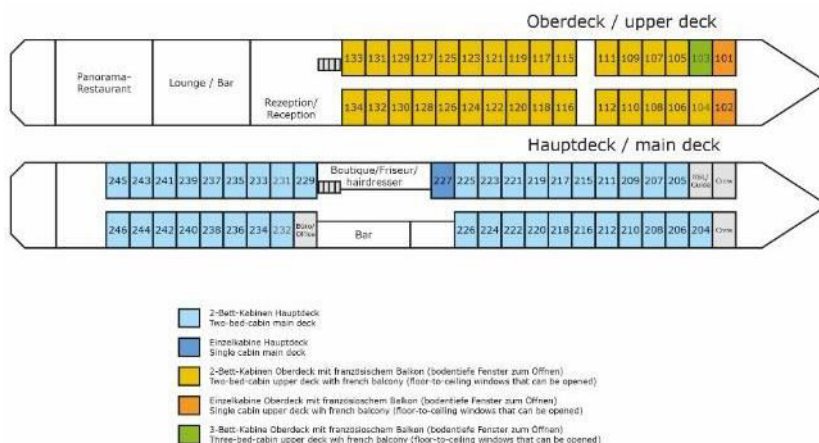 Oberdeck / upper deck
133 131 129 127 125 123 121 119 117 115 111 109 107 105 103 101
Panorama-
Restaurant
Lounge / Bar
Rezeption/
Reception
134 132 130 128 126 124 122 120 118 116 112 110 108 106 104 102
Hauptdeck / main deck
245 243 241 239 237 235 233 231 229
Boutique/Friseur/
hairdresser
227 225 223 221 219 217 215 211 209 207 205
Guide
Crew
246 244 242 240 238 236 234 232
Büro/
Office
Bar
226 224 222 220 218 216 212 210 208 206 204 Crew
2-Bett-Kabinen Hauptdeck
Two-bed-cabin main deck
Einzelkabine Hauptdeck
Single cabin main deck
2-Bett-Kabinen Oberdeck mit französischem Balkon (bodentiefe Fenster zum Öffnen)
Two-bed-cabin upper deck with french balcony (floor-to-ceiling windows that can be opened)
Einzelkabine Oberdeck mit französioschem Balkon (bodentiefe Fenster zum Öffnen)
Single cabin upper deck wih french balcony (floor-to-ceiling windows that can be opened)
3-Bett-Kabine Oberdeck mit französischem Balkon (bodentiefe Fenster zum Öffnen)
Three-bed-cabin upper deck wih french balcony (floor-to-ceiling windows that can be opened)